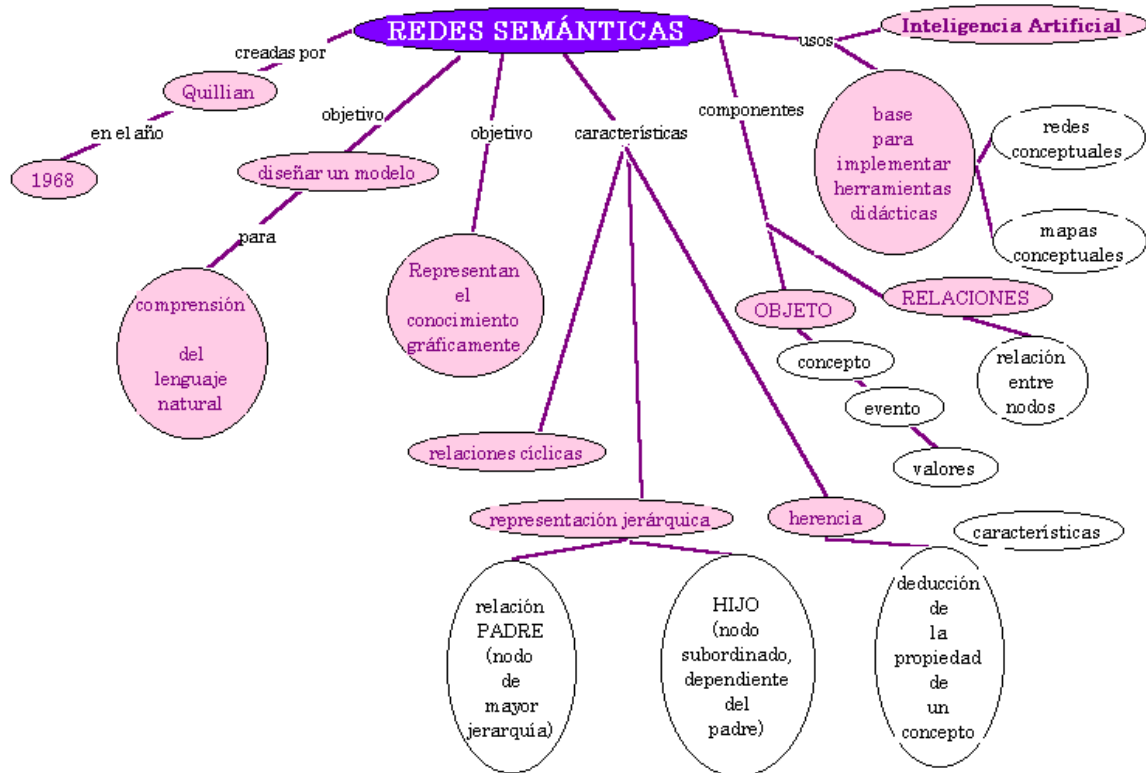 REDES SEMÁNTICAS
Inteligencia Artificial
usos
creadas por
Quillian
en el año
1968
objetivo
diseñar un modelo
para
comprensión
del
lenguaje
natural
objetivo
Representan
el
conocimiento
gráficamente
características
relaciones cíclicas
representación jerárquica
relación
PADRE
(nodo
de
mayor
jerarquía)
HIJO
(nodo
subordinado,
dependiente
del
padre)
herencia
deducción
de
la
propiedad
de
un
concepto
características
componentes
OBJETO
concepto
evento
valores
RELACIONES
relación
entre
nodos
base
para
implementar
herramientas
didácticas
redes
conceptuales
mapas
conceptuales